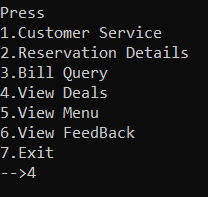 Press
1.Customer Service
2.Reservation Details
3.Bill Query
4.View Deals
5.View Menu
6.View FeedBack
7.Exit
-->4